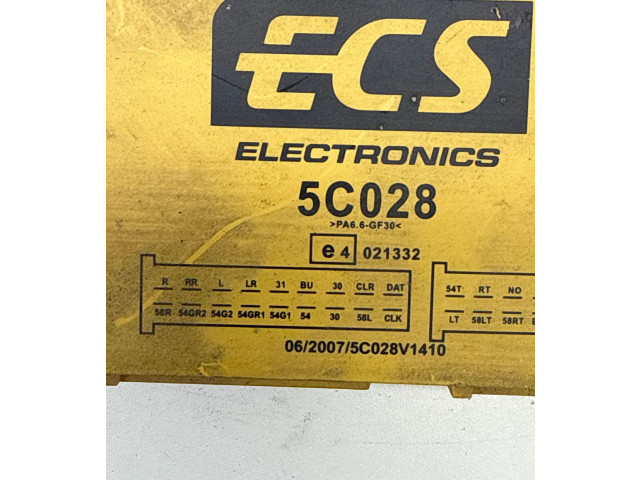 ECS
ELECTRONICS
5C028
>PA6.6-GF30<
e4 021332
R RR L LR 31 BU 30 CLR DAT
58R 54GR2 54G2 54GR1 54G1 54 30 58L CLK
54T RT NO
LT 58LT 58RT
06/2007/5C028V1410